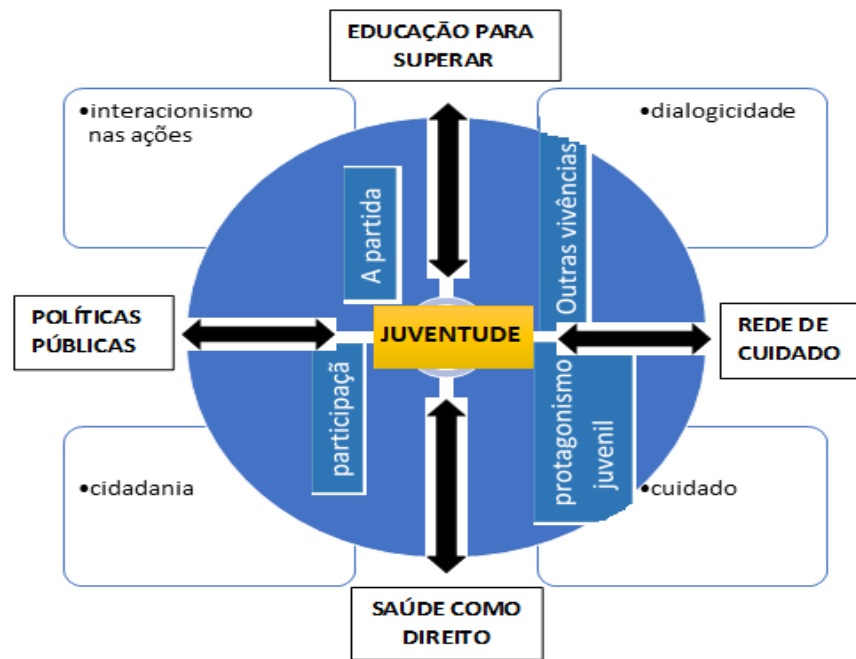 EDUCAÇÃO PARA
SUPERAR
•interacionismo
nas ações
•dialogicidade
A partida
Outras vivências
POLÍTICAS
PÚBLICAS
JUVENTUDE
REDE DE
CUIDADO
participaçã
protagonismo
juvenil
•cidadania
•cuidado
SAÚDE COMO
DIREITO